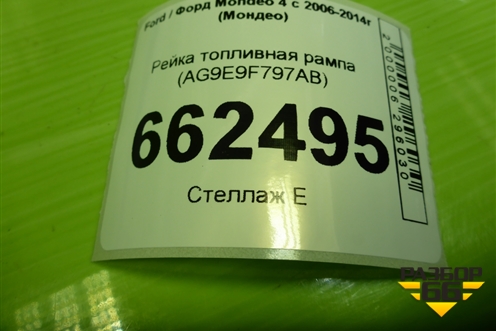 Ford / Форд Mondeo 4 с 2006-2014г
(Мондео)
Рейка топливная рампа
(AG9E9F797AB)
662495
Стеллаж Е
2000006296030
РАЗБОР
66